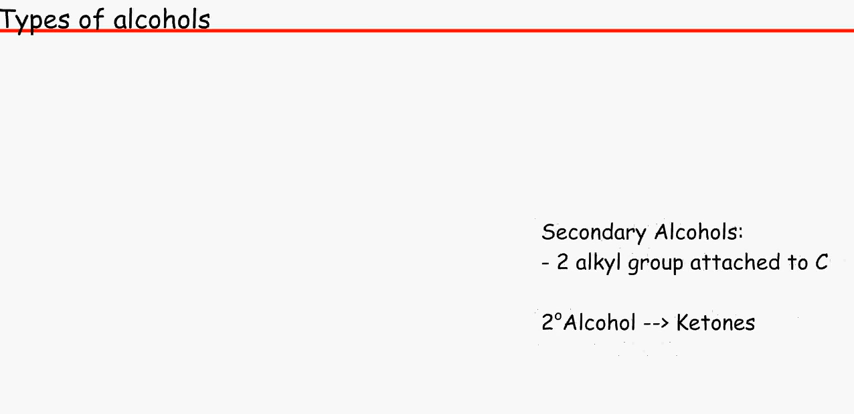 Types of alcohols
Secondary Alcohols:
- 2 alkyl group attached to C
2°Alcohol --> Ketones